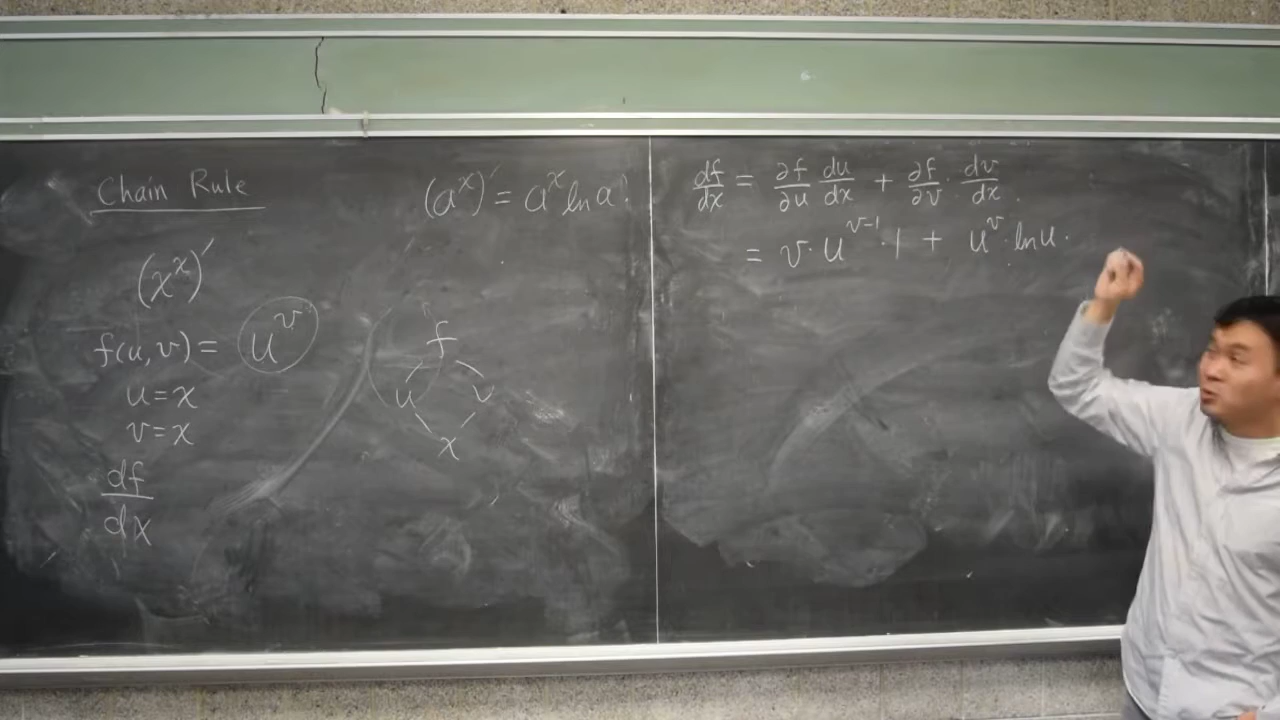 Chain Rule
(x^x)'
f(u,v) = u^v
u = x
v = x
df/dx
(a^x)' = a^x ln a.
f
u v
x
df/dx = ∂f/∂u du/dx + ∂f/∂v · dv/dx.
= v · u^{v-1} · 1 + u^v · ln u ·